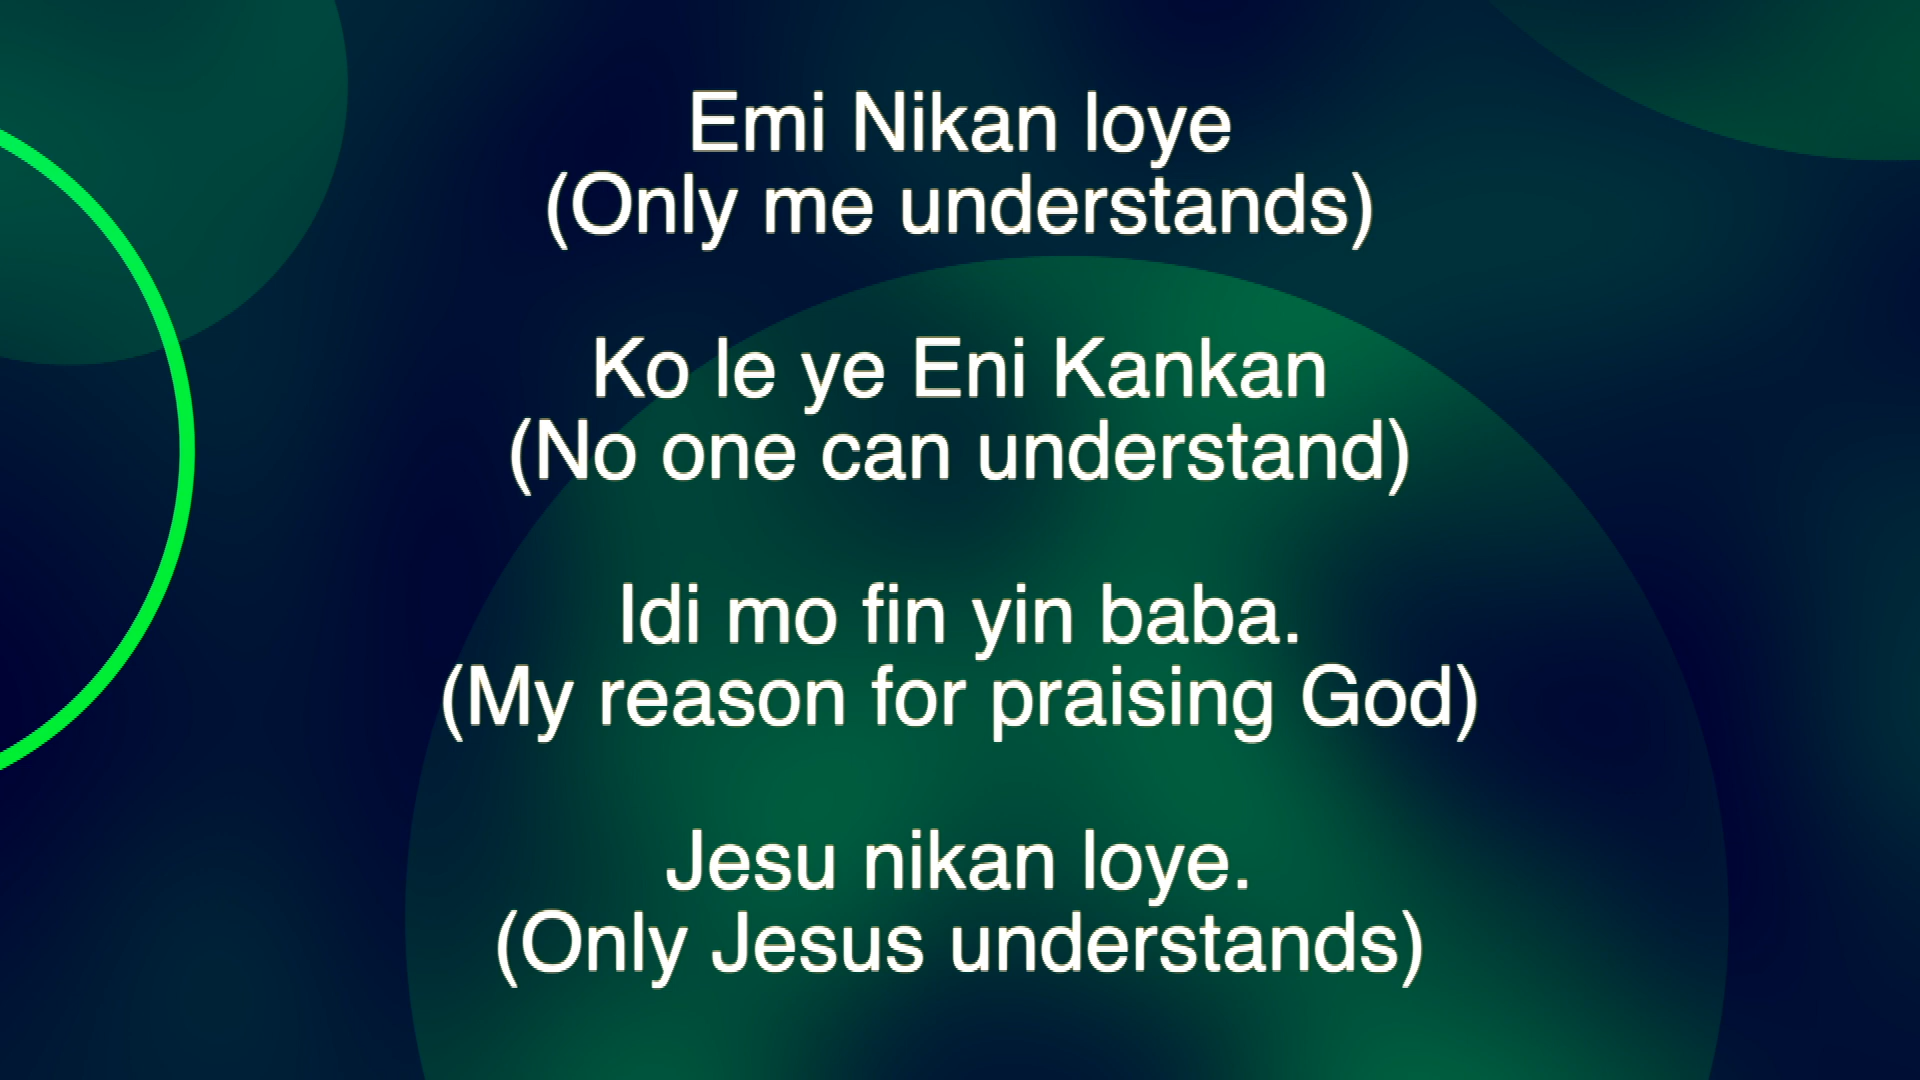 Emi Nikan loye
(Only me understands)
Ko le ye Eni Kankan
(No one can understand)
Idi mo fin yin baba.
(My reason for praising God)
Jesu nikan loye.
(Only Jesus understands)